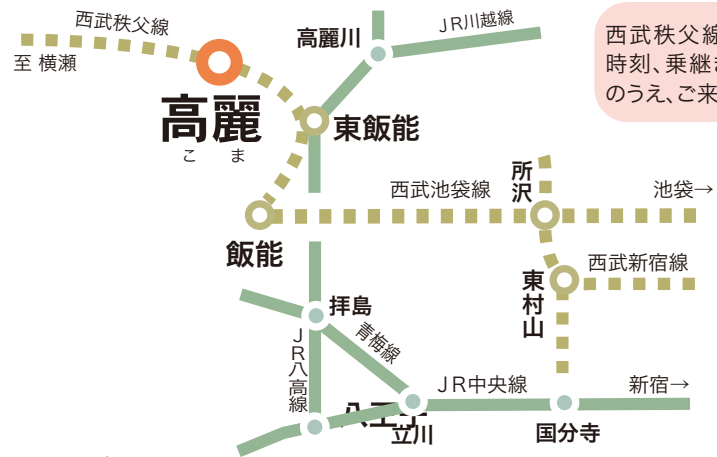 西武秩父線
至 横瀬
高麗
こま
高麗川
JR川越線
西武秩父線
時刻、乗継
のうえ、ご来
東飯能
飯能
西武池袋線
所沢
池袋→
西武新宿線
東村山
拝島
青梅線
JR八高線
八王子
立川
JR中央線
国分寺
新宿→